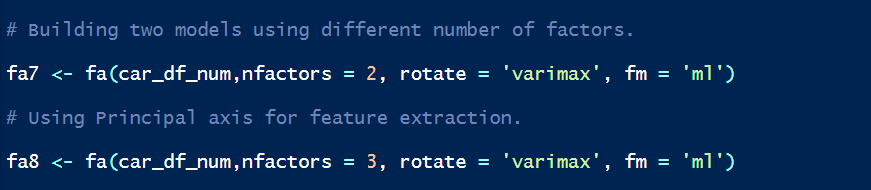 # Building two models using different number of factors.
fa7 <- fa(car_df_num,nfactors = 2, rotate = 'varimax', fm = 'ml')
# Using Principal axis for feature extraction.
fa8 <- fa(car_df_num,nfactors = 3, rotate = 'varimax', fm = 'ml')